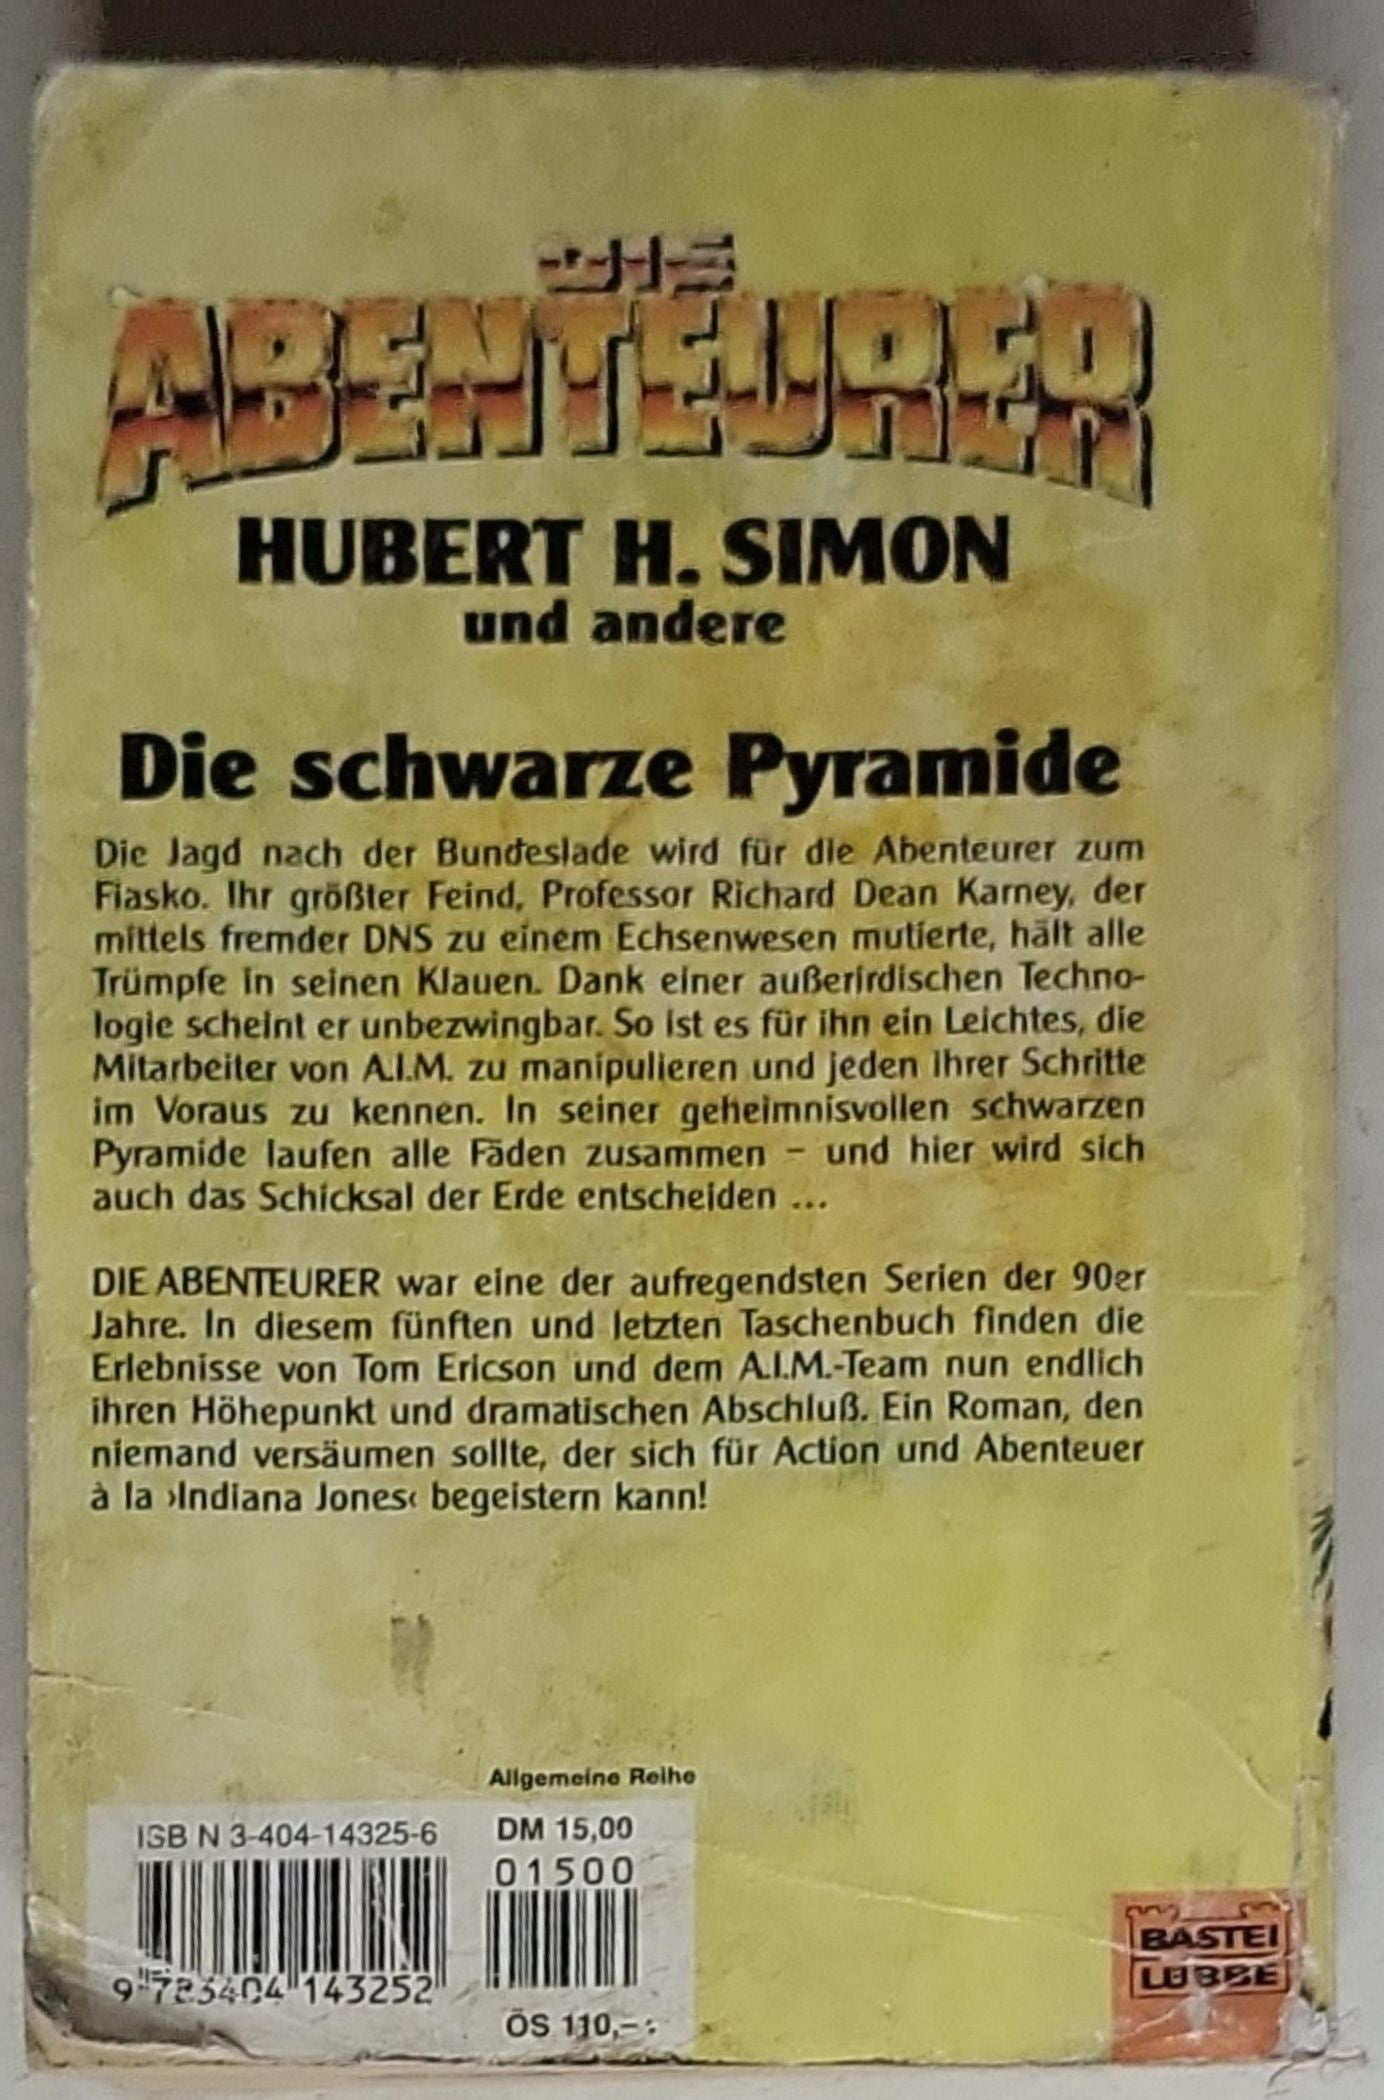 DIE
ABENTEURER
HUBERT H. SIMON
und andere
Die schwarze Pyramide
Die Jagd nach der Bundeslade wird für die Abenteurer zum
Fiasko. Ihr größter Feind, Professor Richard Dean Karney, der
mittels fremder DNS zu einem Echsenwesen mutierte, hält alle
Trümpfe in seinen Klauen. Dank einer außerirdischen Techno-
logie scheint er unbezwingbar. So ist es für ihn ein Leichtes, die
Mitarbeiter von A.I.M. zu manipulieren und jeden ihrer Schritte
im Voraus zu kennen. In seiner geheimnisvollen schwarzen
Pyramide laufen alle Fäden zusammen – und hier wird sich
auch das Schicksal der Erde entscheiden ...
DIE ABENTEURER war eine der aufregendsten Serien der 90er
Jahre. In diesem fünften und letzten Taschenbuch finden die
Erlebnisse von Tom Ericson und dem A.I.M.-Team nun endlich
ihren Höhepunkt und dramatischen Abschluß. Ein Roman, den
niemand versäumen sollte, der sich für Action und Abenteuer
à la ›Indiana Jones‹ begeistern kann!
Allgemeine Reihe
ISBN 3-404-14325-6
DM 15,00
01500
9 783404 143252
ÖS 110,-
BASTEI
LÜBBE